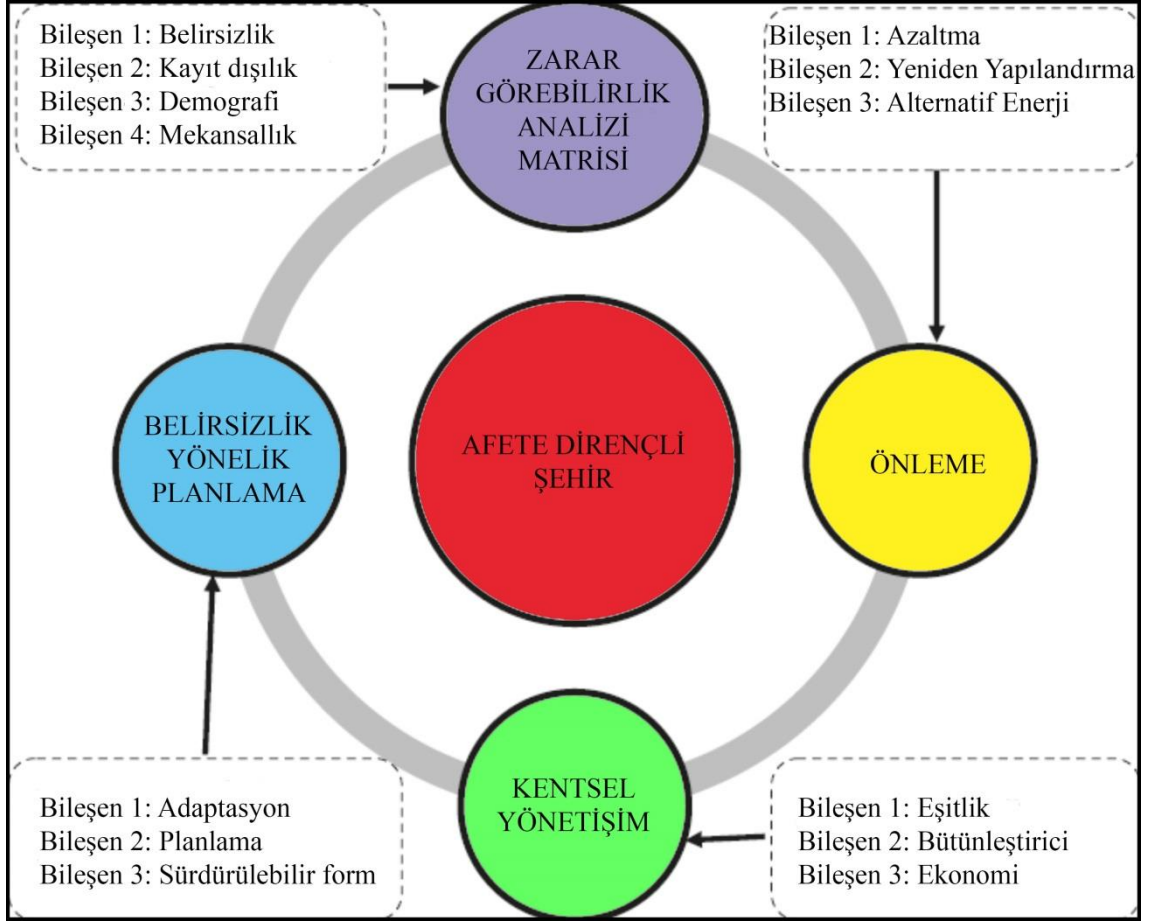 Bileşen 1: Belirsizlik
Bileşen 2: Kayıt dışılık
Bileşen 3: Demografi
Bileşen 4: Mekansallık
ZARAR
GÖREBİLİRLİK
ANALİZİ
MATRİSİ
Bileşen 1: Azaltma
Bileşen 2: Yeniden Yapılandırma
Bileşen 3: Alternatif Enerji
BELİRSİZLİK
YÖNELİK
PLANLAMA
AFETE DİRENÇLİ
ŞEHİR
ÖNLEME
Bileşen 1: Adaptasyon
Bileşen 2: Planlama
Bileşen 3: Sürdürülebilir form
KENTSEL
YÖNETİŞİM
Bileşen 1: Eşitlik
Bileşen 2: Bütünleştirici
Bileşen 3: Ekonomi